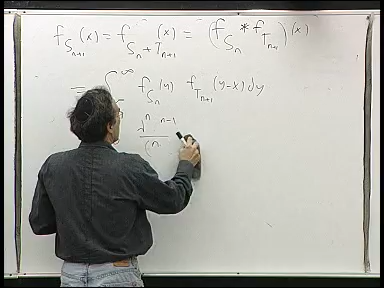 f_{S_{n+1}}(x) = f_{S_n + T_{n+1}}(x) = (f_{S_n} * f_{T_{n+1}})(x)
= ∫^∞ f_{S_n}(y) f_{T_{n+1}}(y-x) dy
λ^n ^{n-1}
(n-